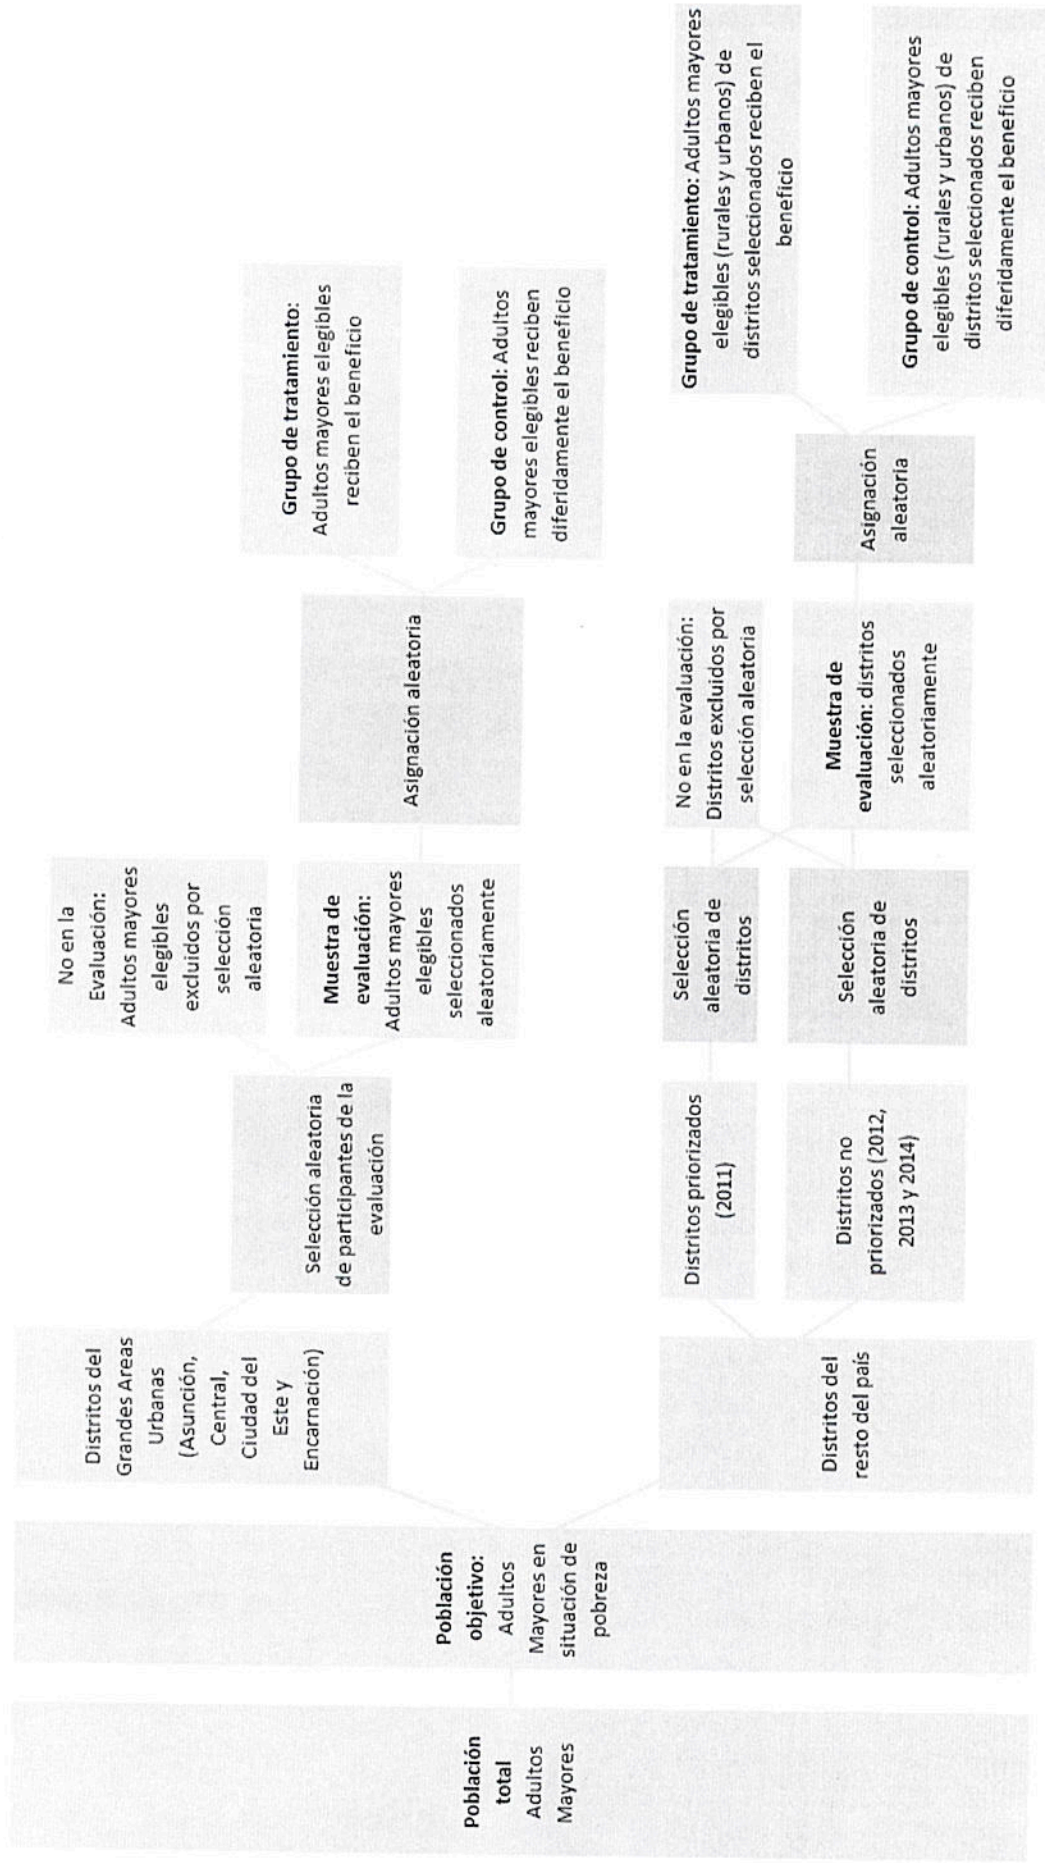 Población
total
Adultos
Mayores
Población
objetivo:
Adultos
Mayores en
situación de
pobreza
Distritos del
Grandes Areas
Urbanas
(Asunción,
Central,
Ciudad del
Este y
Encarnación)
Selección aleatoria
de participantes de la
evaluación
No en la
Evaluación:
Adultos mayores
elegibles
excluidos por
selección
aleatoria
Muestra de
evaluación:
Adultos mayores
elegibles
seleccionados
aleatoriamente
Asignación aleatoria
Grupo de tratamiento:
Adultos mayores elegibles
reciben el beneficio
Grupo de control: Adultos
mayores elegibles reciben
diferidamente el beneficio
Distritos del
resto del país
Distritos priorizados
(2011)
Distritos no
priorizados (2012,
2013 y 2014)
Selección
aleatoria de
distritos
Selección
aleatoria de
distritos
No en la evaluación:
Distritos excluidos por
selección aleatoria
Muestra de
evaluación: distritos
seleccionados
aleatoriamente
Asignación
aleatoria
Grupo de tratamiento: Adultos mayores
elegibles (rurales y urbanos) de
distritos seleccionados reciben el
beneficio
Grupo de control: Adultos mayores
elegibles (rurales y urbanos) de
distritos seleccionados reciben
diferidamente el beneficio